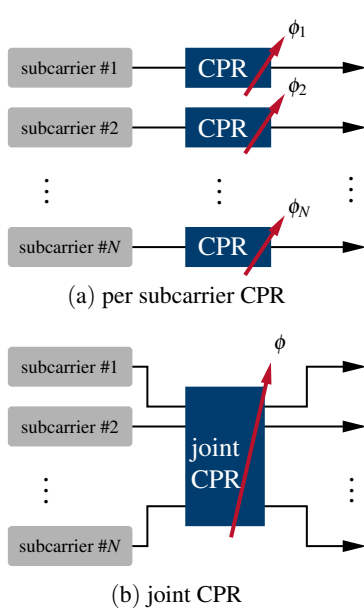 subcarrier #1
CPR
ϕ1
subcarrier #2
CPR
ϕ2
⋮ ⋮ ⋮
subcarrier #N
CPR
ϕN
(a) per subcarrier CPR
subcarrier #1
ϕ
subcarrier #2
joint
CPR
⋮ ⋮
subcarrier #N
(b) joint CPR